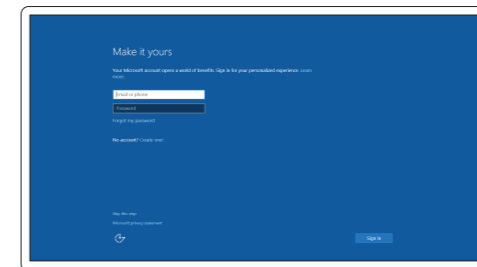 Make it yours
Your Microsoft account opens a world of benefits. Sign in for your personalized experience. Learn
more
Email or phone
Password
Forgot my password
No account? Create one!
Skip this step
Microsoft privacy statement
Sign in